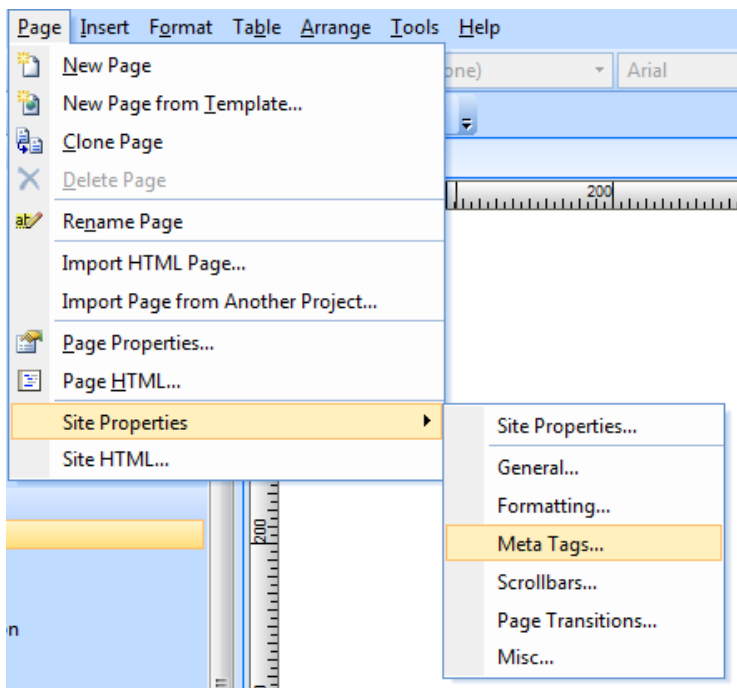 Page Insert Format Table Arrange Tools Help
New Page
one) Arial
New Page from Template...
Clone Page
Delete Page
200
Rename Page
Import HTML Page...
Import Page from Another Project...
Page Properties...
Page HTML...
Site Properties
Site HTML...
Site Properties...
General...
Formatting...
Meta Tags...
Scrollbars...
Page Transitions...
Misc...
200
on